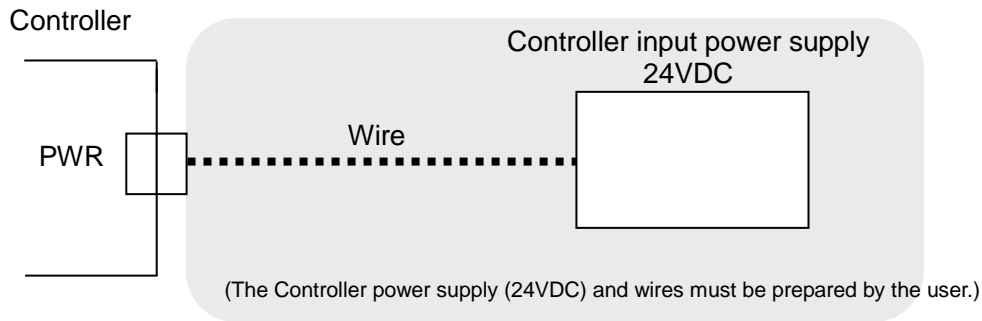 Controller
Controller input power supply
24VDC
Wire
PWR
(The Controller power supply (24VDC) and wires must be prepared by the user.)